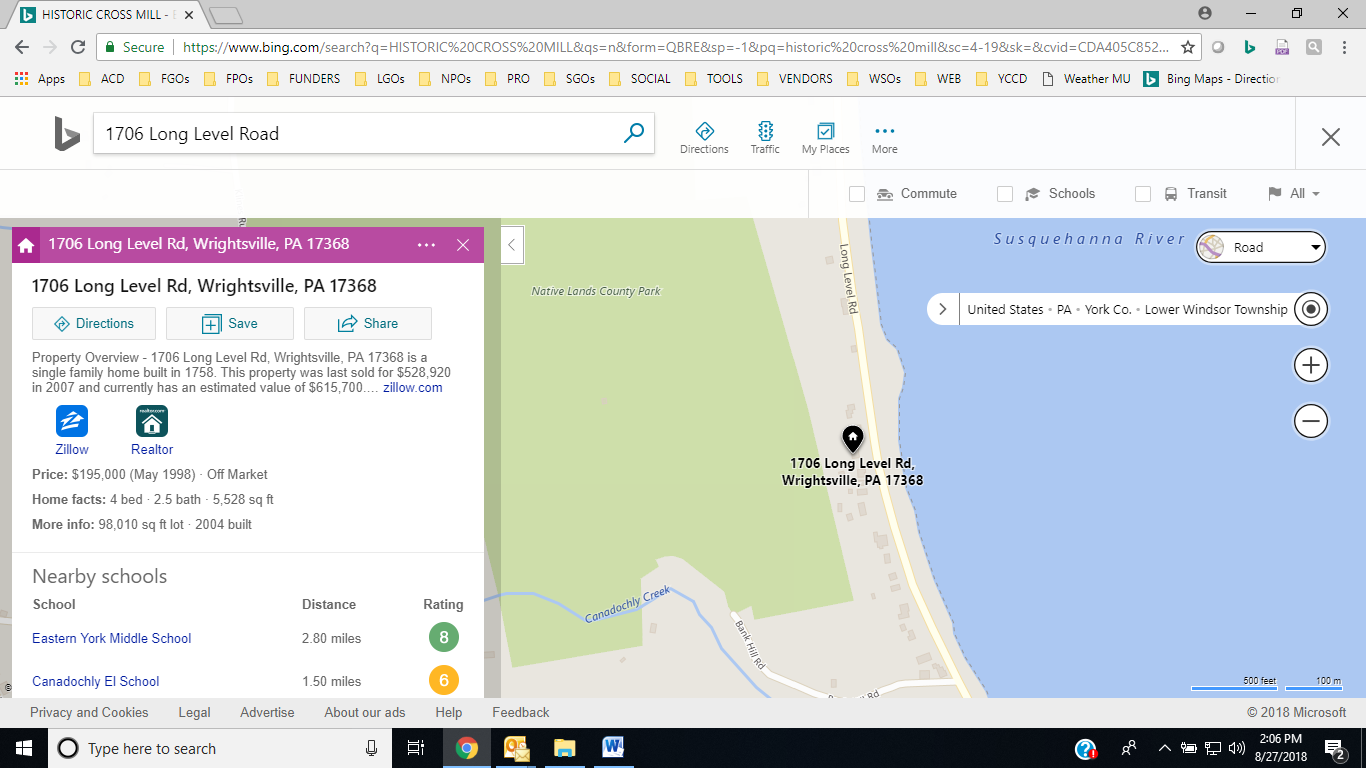 HISTORIC CROSS MILL -
Secure
https://www.bing.com/search?q=HISTORIC%20CROSS%20MILL&qs=n&form=QBRE&sp=-1&pq=historic%20cross%20mill&sc=4-19&sk=&cvid=CDA405C852...
Apps ACD FGOs FPOs FUNDERS LGOs NPOs PRO SGOs SOCIAL TOOLS VENDORS WSOs WEB YCCD Weather MU Bing Maps - Directio
1706 Long Level Road
Directions Traffic My Places More
Commute Schools Transit All
1706 Long Level Rd, Wrightsville, PA 17368
1706 Long Level Rd, Wrightsville, PA 17368
Directions Save Share
Property Overview - 1706 Long Level Rd, Wrightsville, PA 17368 is a
single family home built in 1758. This property was last sold for $528,920
in 2007 and currently has an estimated value of $615,700.... zillow.com
realtor.com
Zillow Realtor
Price: $195,000 (May 1998) · Off Market
Home facts: 4 bed · 2.5 bath · 5,528 sq ft
More info: 98,010 sq ft lot · 2004 built
Nearby schools
School Distance Rating
Eastern York Middle School 2.80 miles 8
Canadochly El School 1.50 miles 6
Susquehanna River
Road
Native Lands County Park
Long Level Rd
United States • PA • York Co. • Lower Windsor Township
1706 Long Level Rd,
Wrightsville, PA 17368
Canadochly Creek
Bank Hill Rd
Rd
500 feet 100 m
©
Privacy and Cookies Legal Advertise About our ads Help Feedback
© 2018 Microsoft
Type here to search
2:06 PM
8/27/2018
2